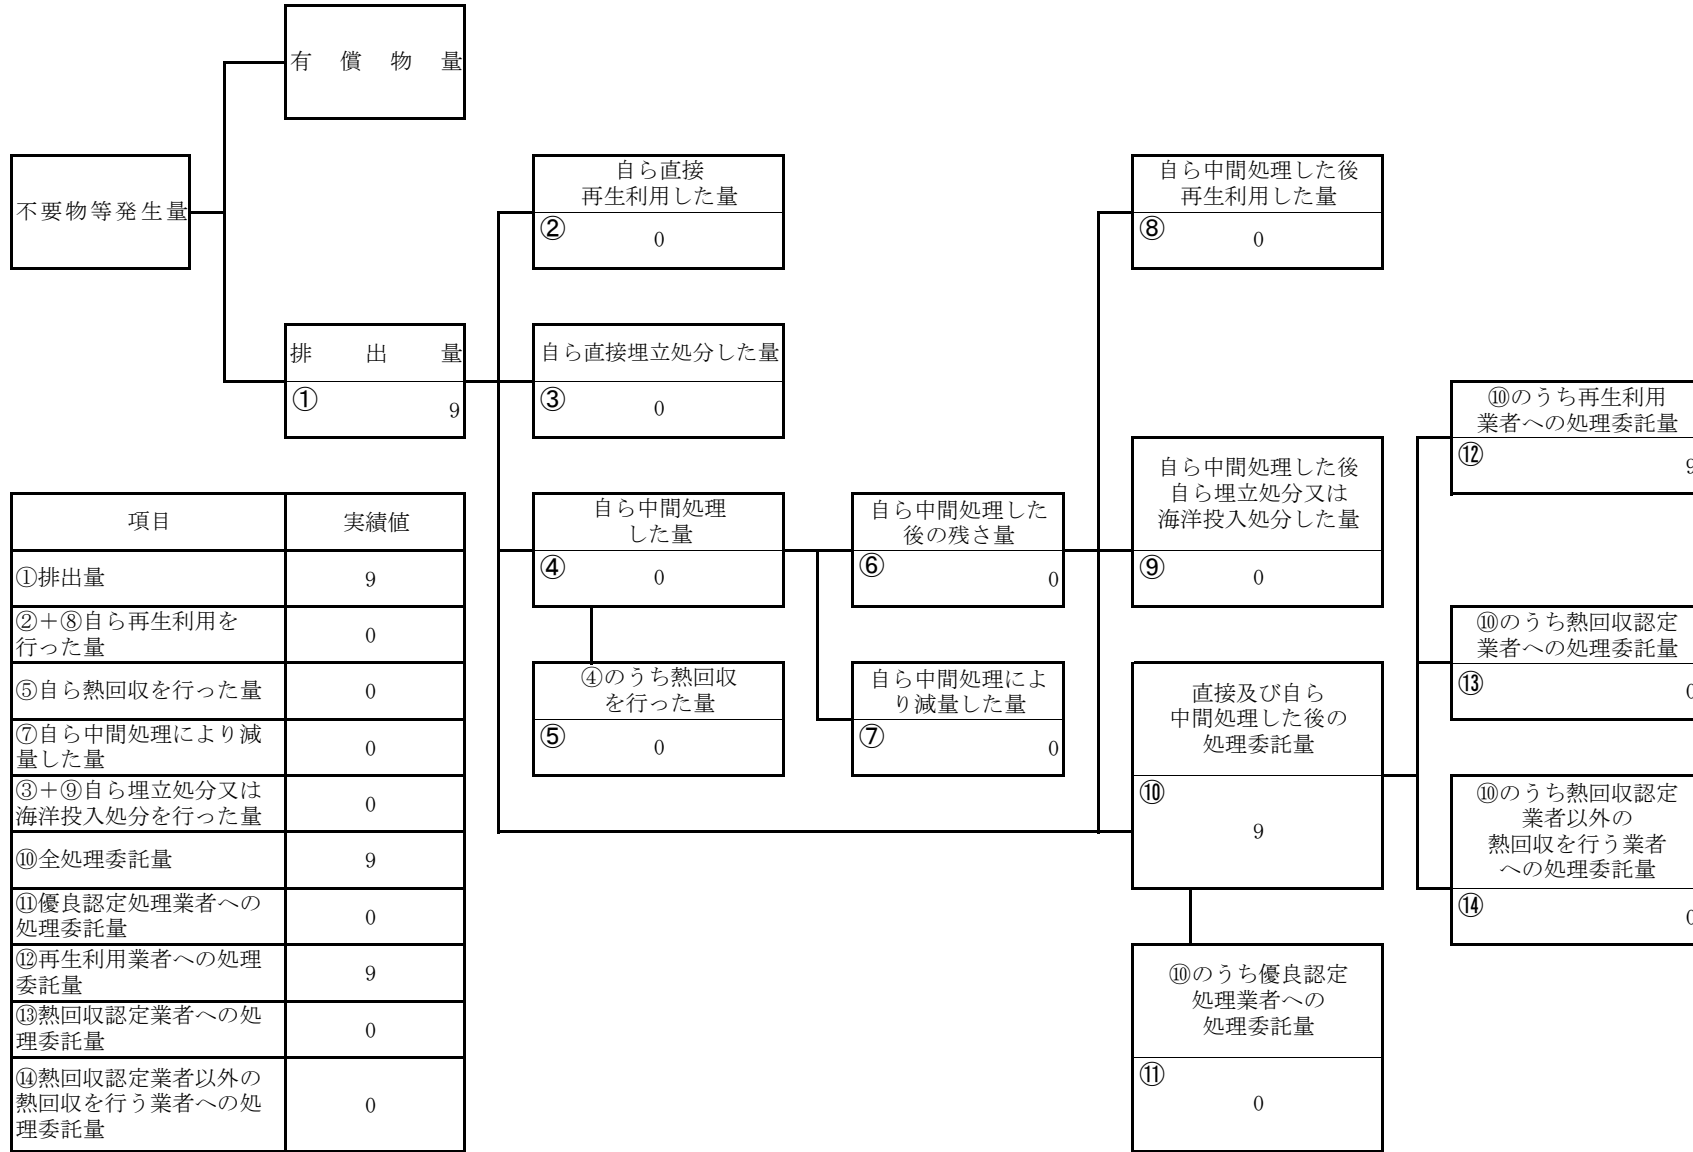 有償物量
不要物等発生量
排出量
①
9
自ら直接
再生利用した量
②
0
自ら直接埋立処分した量
③
0
自ら中間処理
した量
④
0
④のうち熱回収
を行った量
⑤
0
自ら中間処理した
後の残さ量
⑥
0
自ら中間処理によ
り減量した量
⑦
0
自ら中間処理した後
再生利用した量
⑧
0
自ら中間処理した後
自ら埋立処分又は
海洋投入処分した量
⑨
0
直接及び自ら
中間処理した後の
処理委託量
⑩
9
⑩のうち優良認定
処理業者への
処理委託量
⑪
0
⑩のうち再生利用
業者への処理委託量
⑫
9
⑩のうち熱回収認定
業者への処理委託量
⑬
0
⑩のうち熱回収認定
業者以外の
熱回収を行う業者
への処理委託量
⑭
0
項目 実績値
①排出量 9
②+⑧自ら再生利用を
行った量 0
⑤自ら熱回収を行った量 0
⑦自ら中間処理により減
量した量 0
③+⑨自ら埋立処分又は
海洋投入処分を行った量 0
⑩全処理委託量 9
⑪優良認定処理業者への
処理委託量 0
⑫再生利用業者への処理
委託量 9
⑬熱回収認定業者への処
理委託量 0
⑭熱回収認定業者以外の
熱回収を行う業者への処
理委託量 0